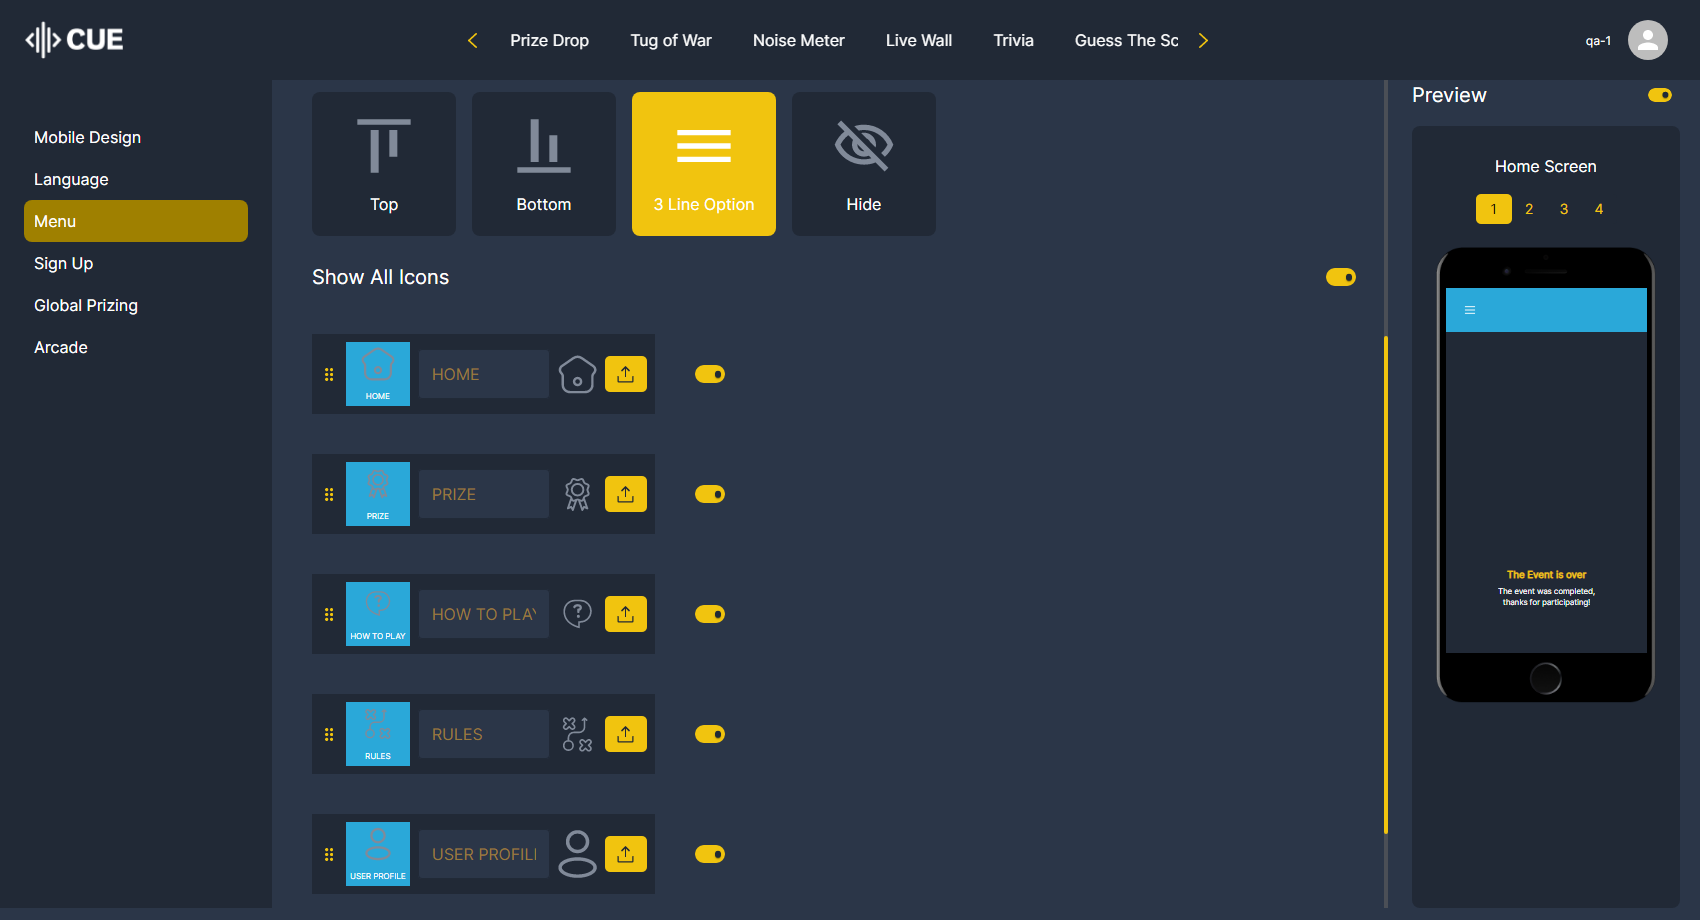 CUE
Prize Drop
Tug of War
Noise Meter
Live Wall
Trivia
Guess The Sc
qa-1
Mobile Design
Language
Menu
Sign Up
Global Prizing
Arcade
Top
Bottom
3 Line Option
Hide
Show All Icons
HOME
HOME
PRIZE
PRIZE
HOW TO PLAY
HOW TO PLAY
RULES
RULES
USER PROFILE
USER PROFIL
Preview
Home Screen
1 2 3 4
The Event is over
The event was completed,
thanks for participating!